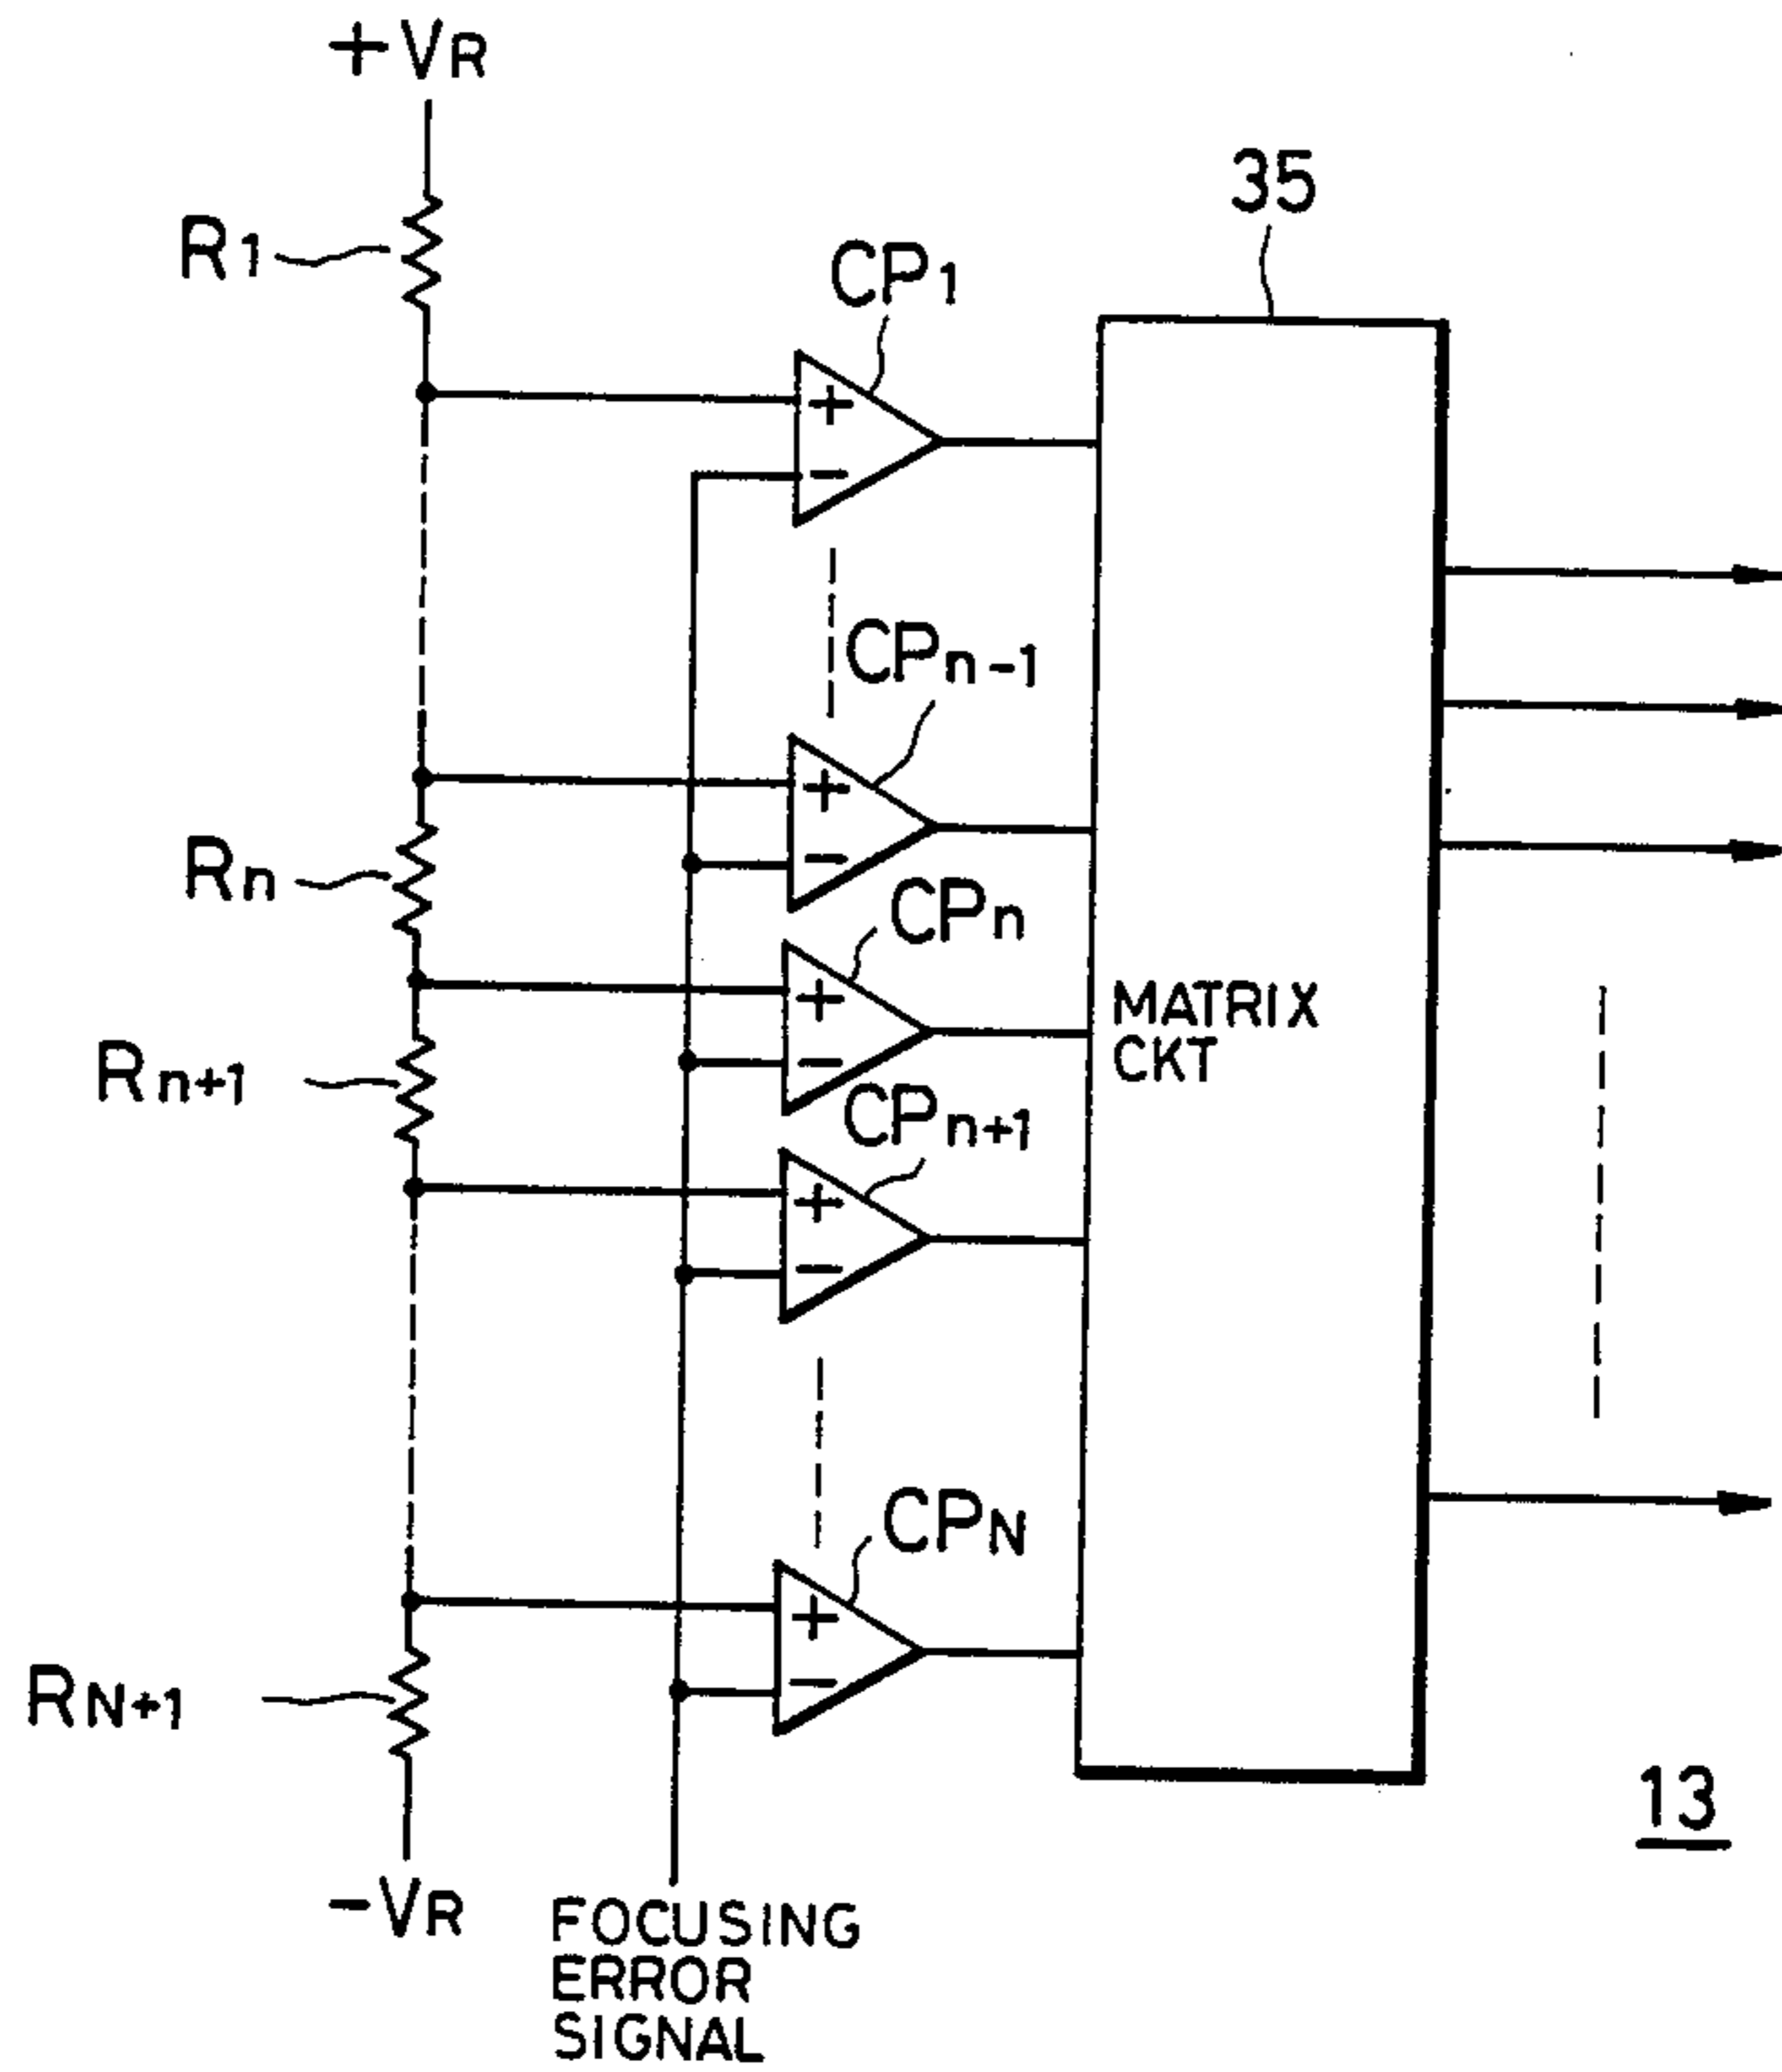 +VR
35
R1
CP1
+
−
CPn-1
+
−
Rn
CPn
+
−
MATRIX
CKT
Rn+1
CPn+1
+
−
CPN
+
−
RN+1
13
−VR
FOCUSING
ERROR
SIGNAL